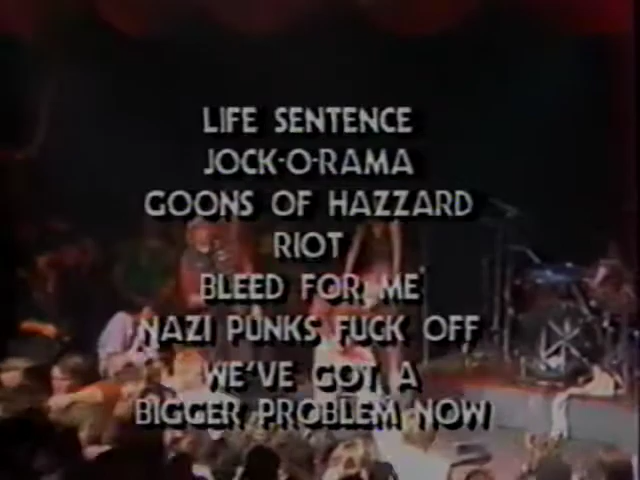 LIFE SENTENCE
JOCK-O-RAMA
GOONS OF HAZZARD
RIOT
BLEED FOR ME
NAZI PUNKS FUCK OFF
WE'VE GOT A
BIGGER PROBLEM NOW